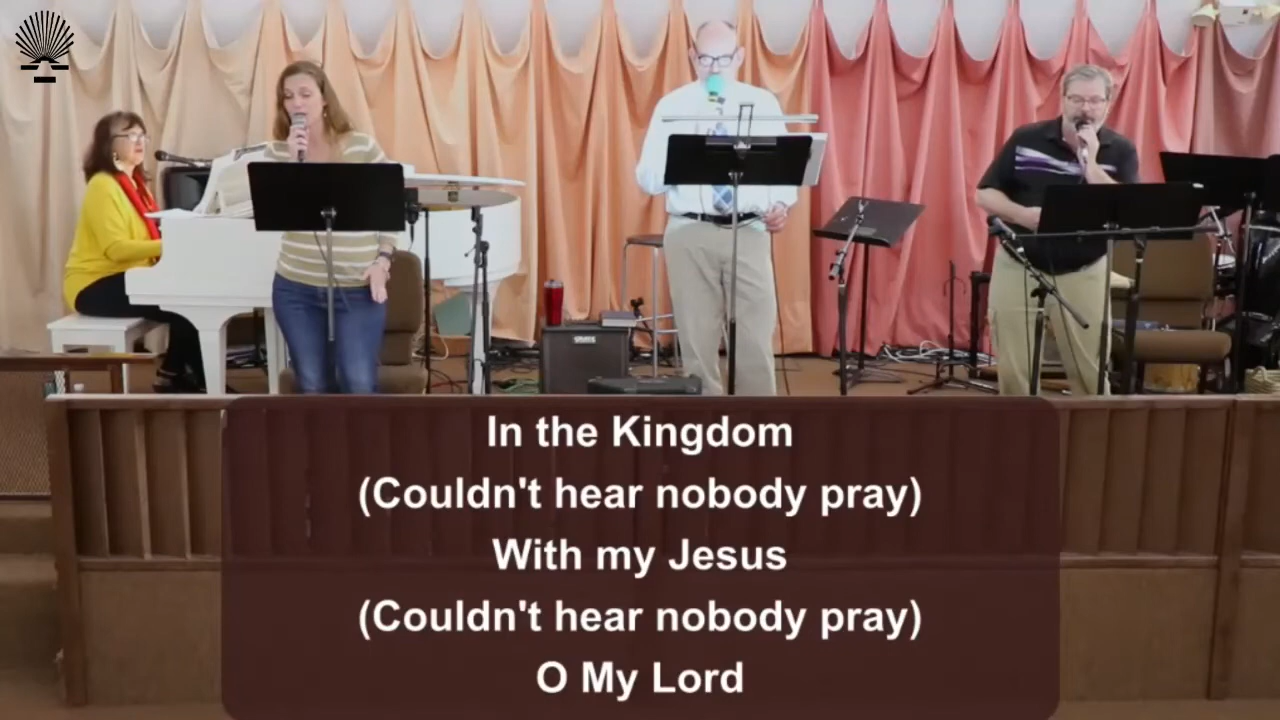 In the Kingdom
(Couldn't hear nobody pray)
With my Jesus
(Couldn't hear nobody pray)
O My Lord